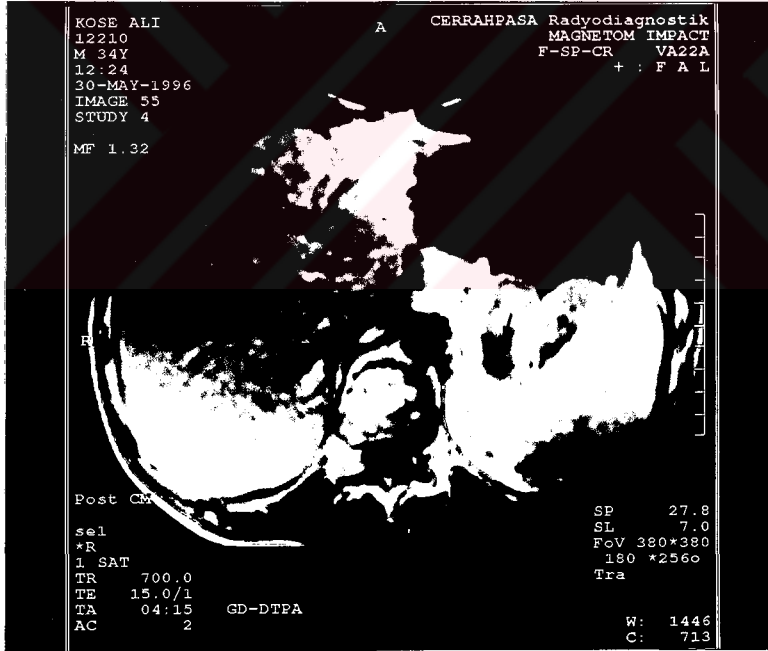 KOSE ALI
12210
M 34Y
12:24
30-MAY-1996
IMAGE 55
STUDY 4
MF 1.32
A
CERRAHPASA Radyodiagnostik
MAGNETOM IMPACT
F-SP-CR VA22A
+ : F A L
R
Post CM
sel
*R
1 SAT
TR 700.0
TE 15.0/1
TA 04:15 GD-DTPA
AC 2
SP 27.8
SL 7.0
FoV 380*380
180 *256o
Tra
W: 1446
C: 713